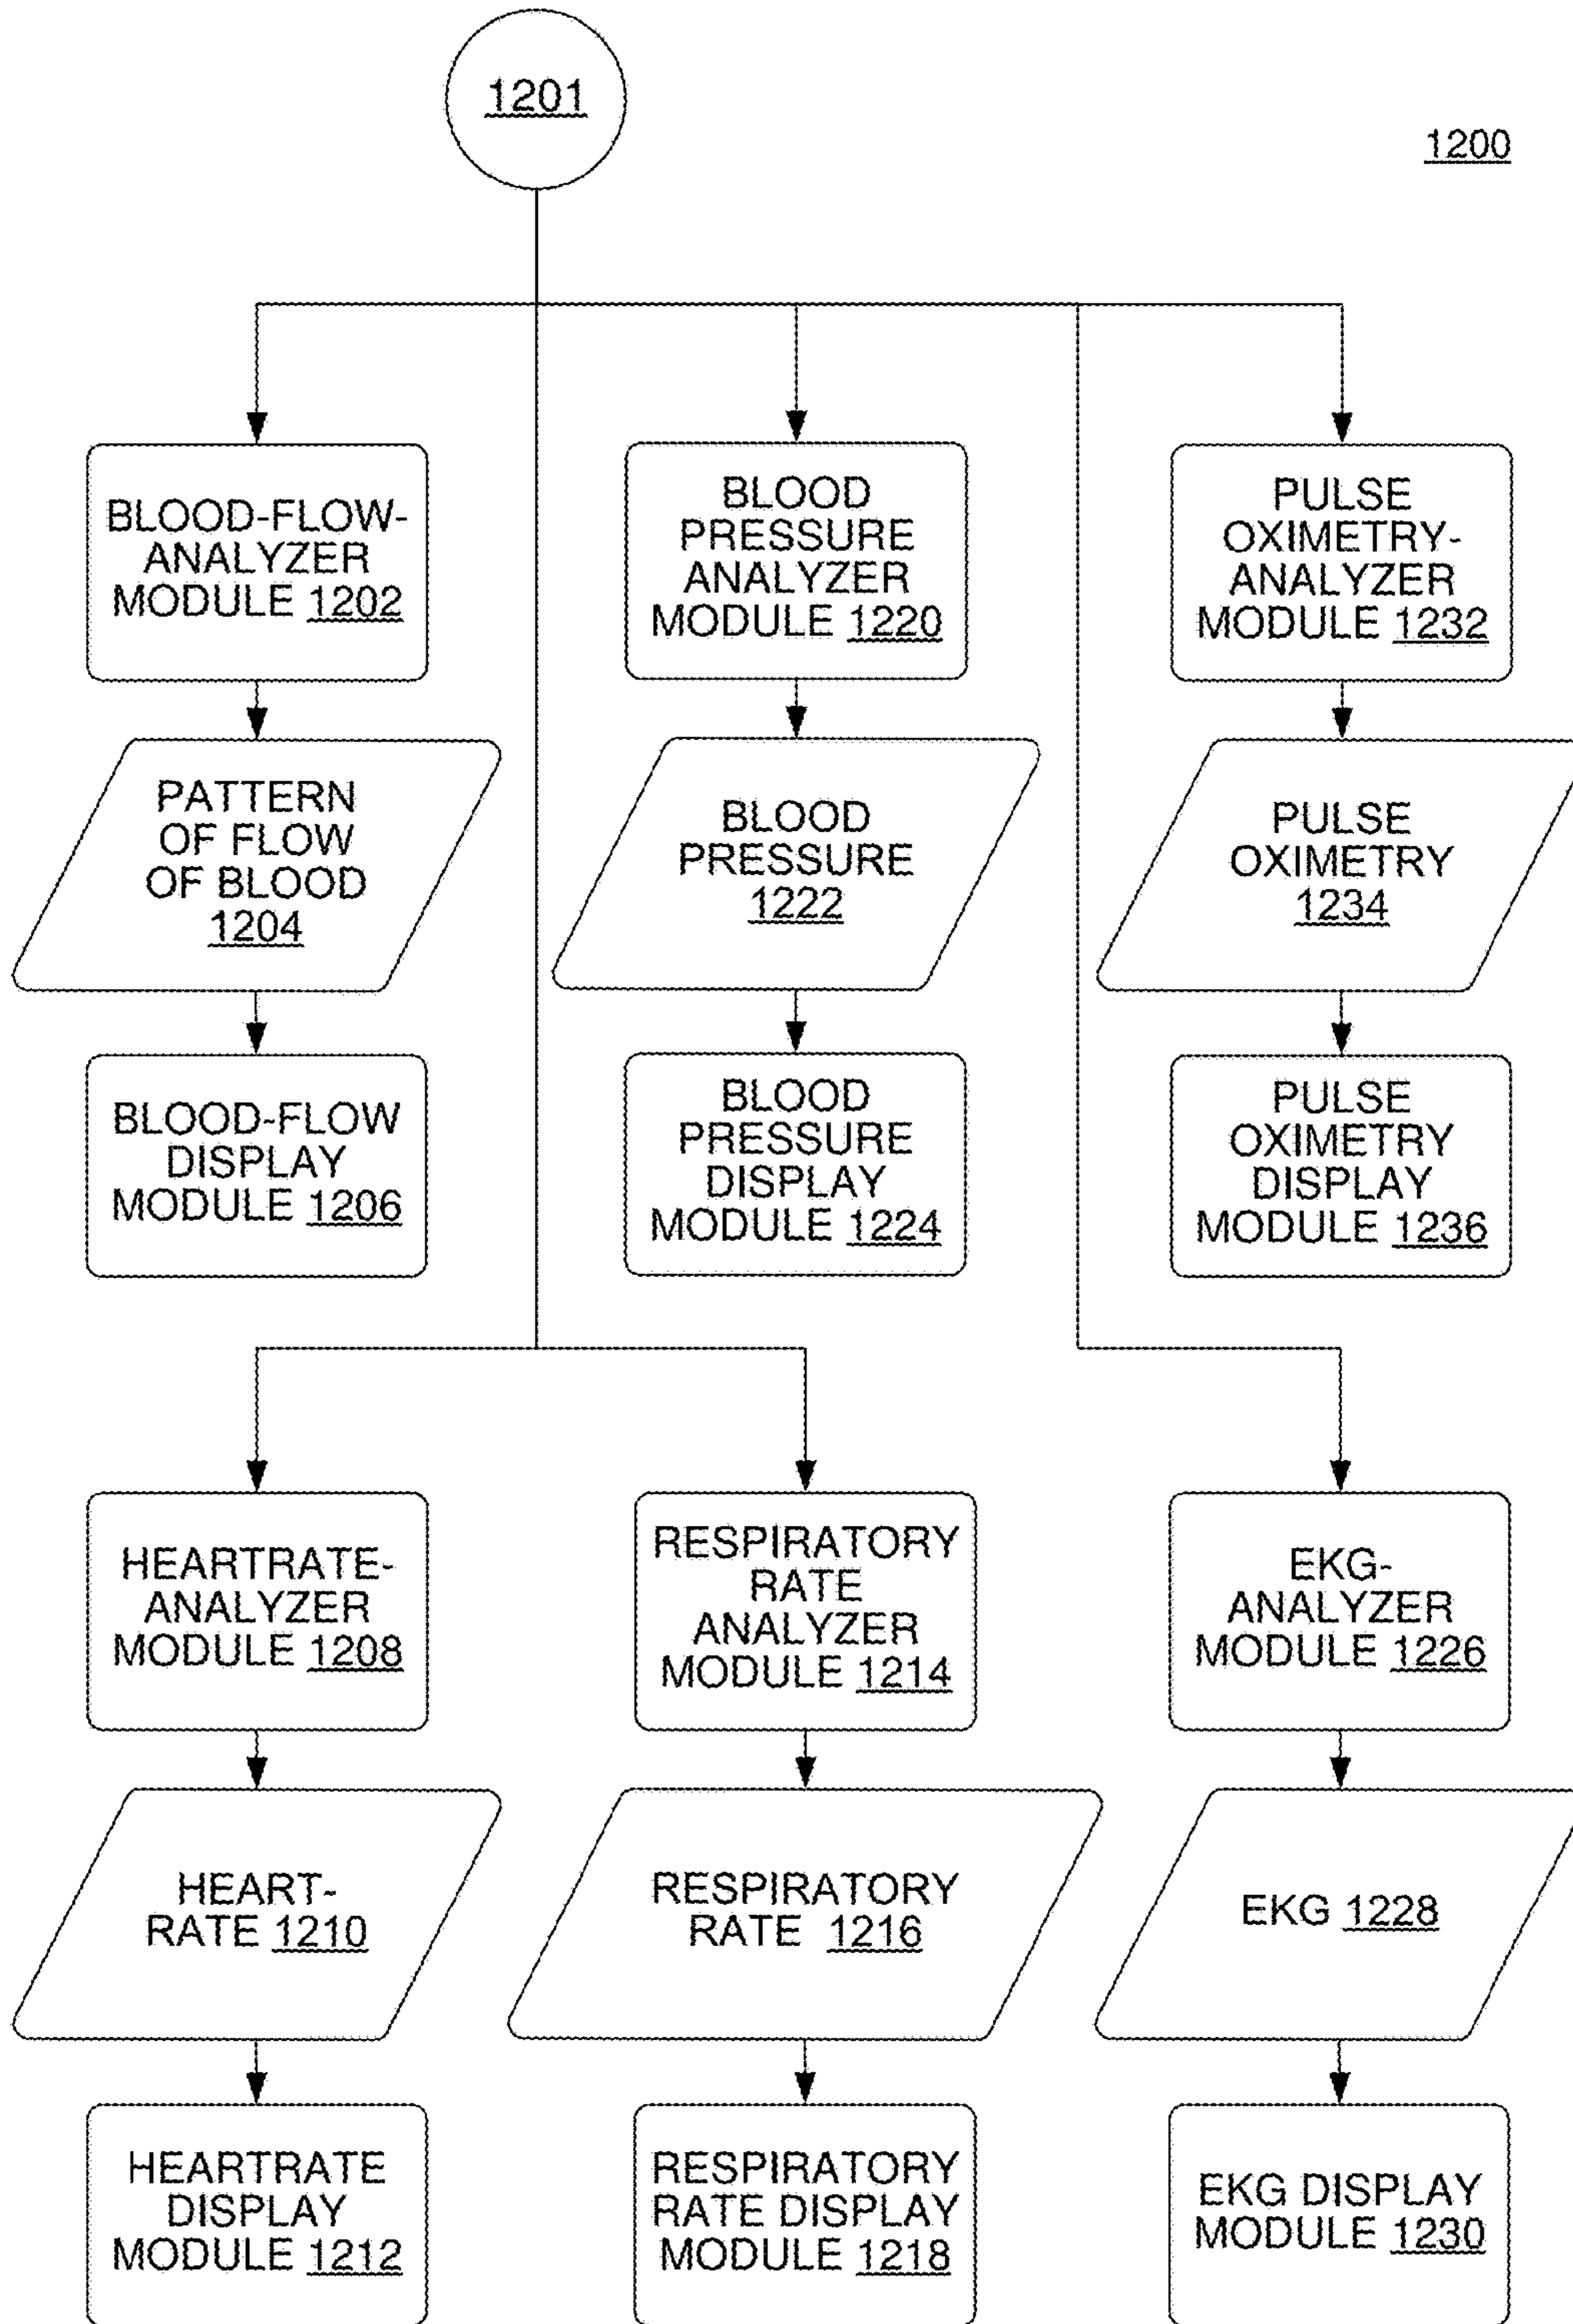 1201
1200
BLOOD-FLOW-
ANALYZER
MODULE 1202
BLOOD
PRESSURE
ANALYZER
MODULE 1220
PULSE
OXIMETRY-
ANALYZER
MODULE 1232
PATTERN
OF FLOW
OF BLOOD
1204
BLOOD
PRESSURE
1222
PULSE
OXIMETRY
1234
BLOOD-FLOW
DISPLAY
MODULE 1206
BLOOD
PRESSURE
DISPLAY
MODULE 1224
PULSE
OXIMETRY
DISPLAY
MODULE 1236
HEARTRATE-
ANALYZER
MODULE 1208
RESPIRATORY
RATE
ANALYZER
MODULE 1214
EKG-
ANALYZER
MODULE 1226
HEART-
RATE 1210
RESPIRATORY
RATE 1216
EKG 1228
HEARTRATE
DISPLAY
MODULE 1212
RESPIRATORY
RATE DISPLAY
MODULE 1218
EKG DISPLAY
MODULE 1230